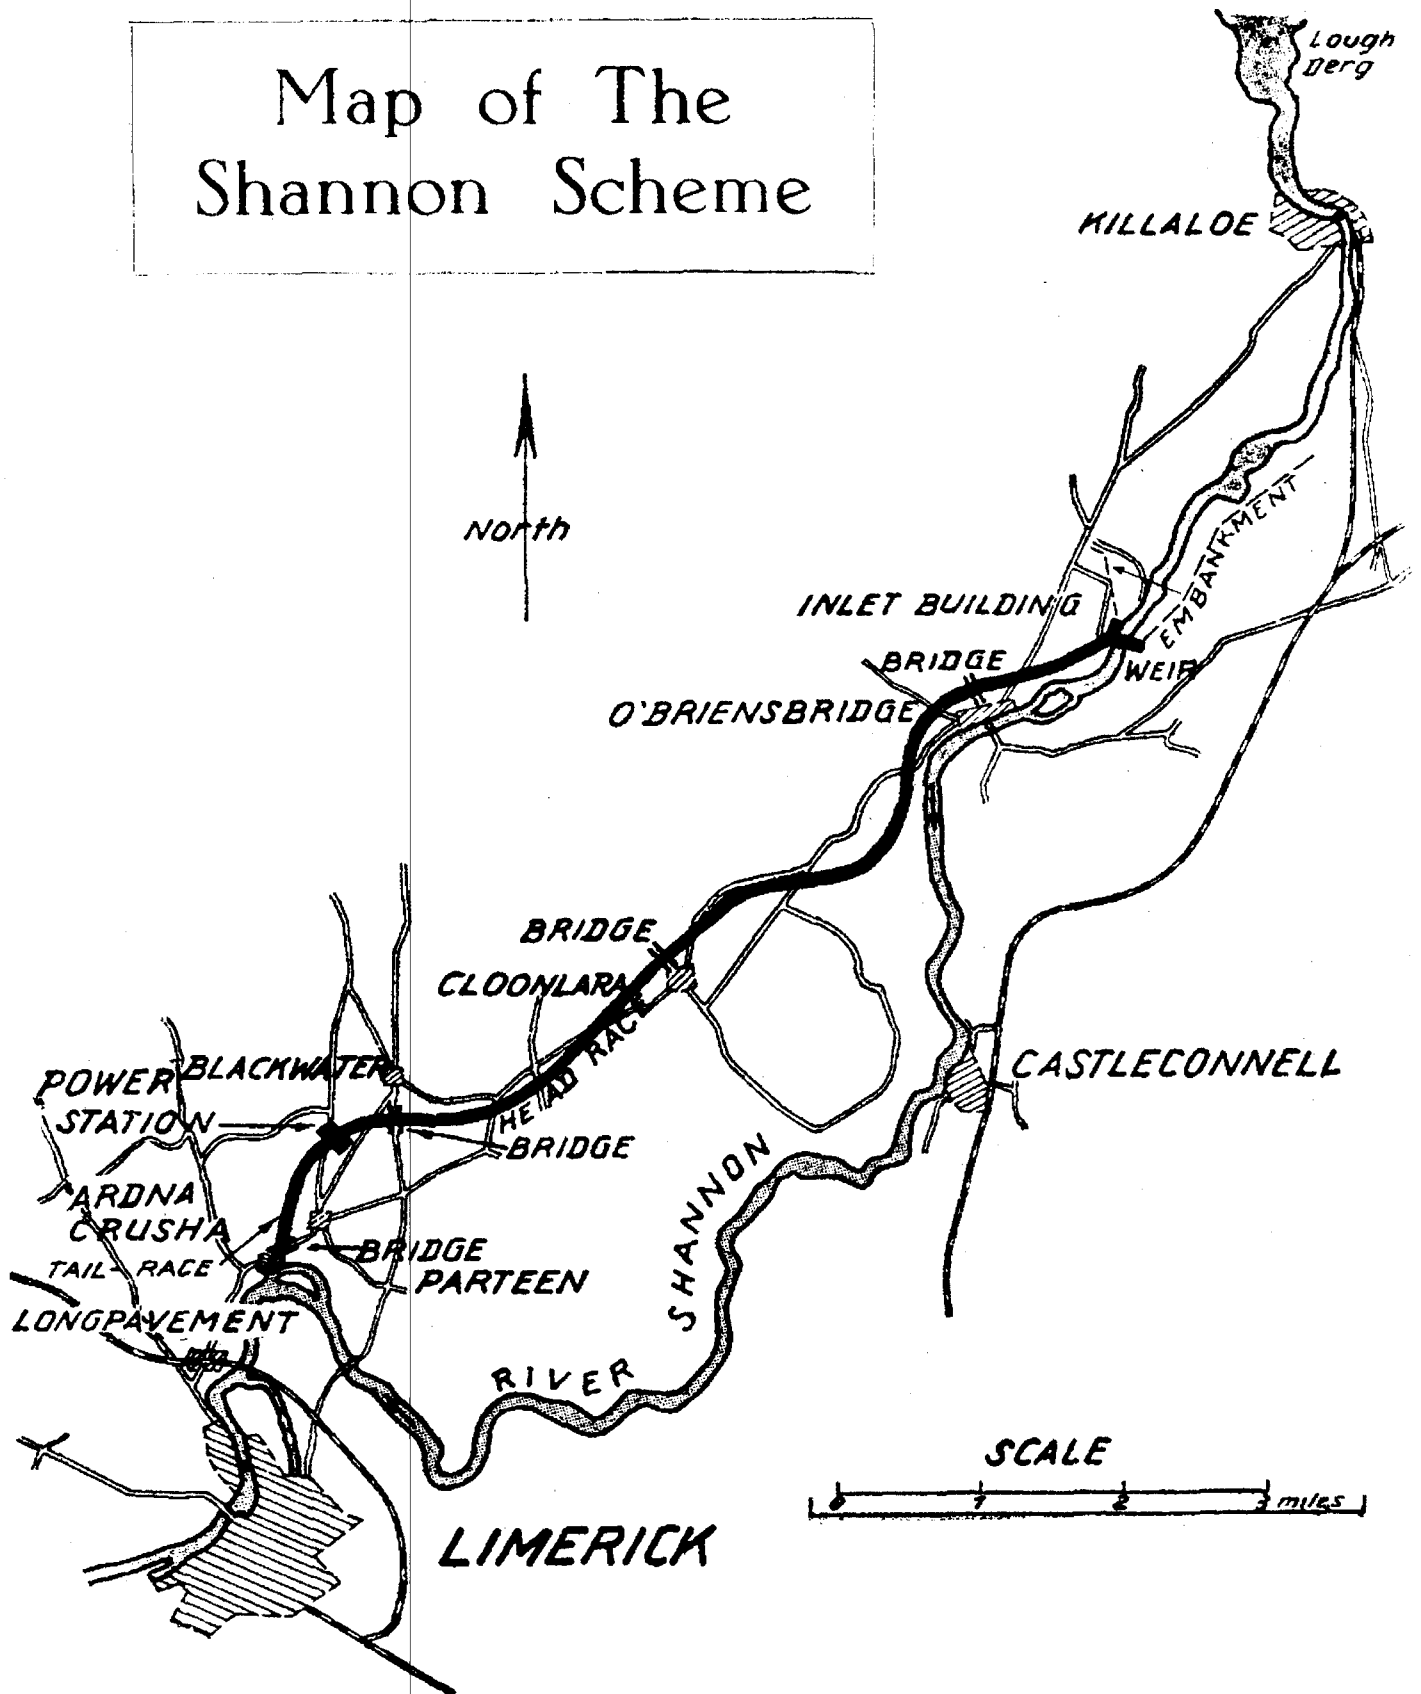 Map of The
Shannon Scheme
Lough
Derg
KILLALOE
North
EMBANKMENT
INLET BUILDING
BRIDGE
WEIR
O'BRIENSBRIDGE
BRIDGE
CLOONLARA
HEAD RACE
CASTLECONNELL
BLACKWATER
POWER
STATION
BRIDGE
ARDNA
CRUSHA
TAIL-RACE
BRIDGE
PARTEEN
LONGPAVEMENT
RIVER SHANNON
SCALE
0 1 2 3 miles
LIMERICK